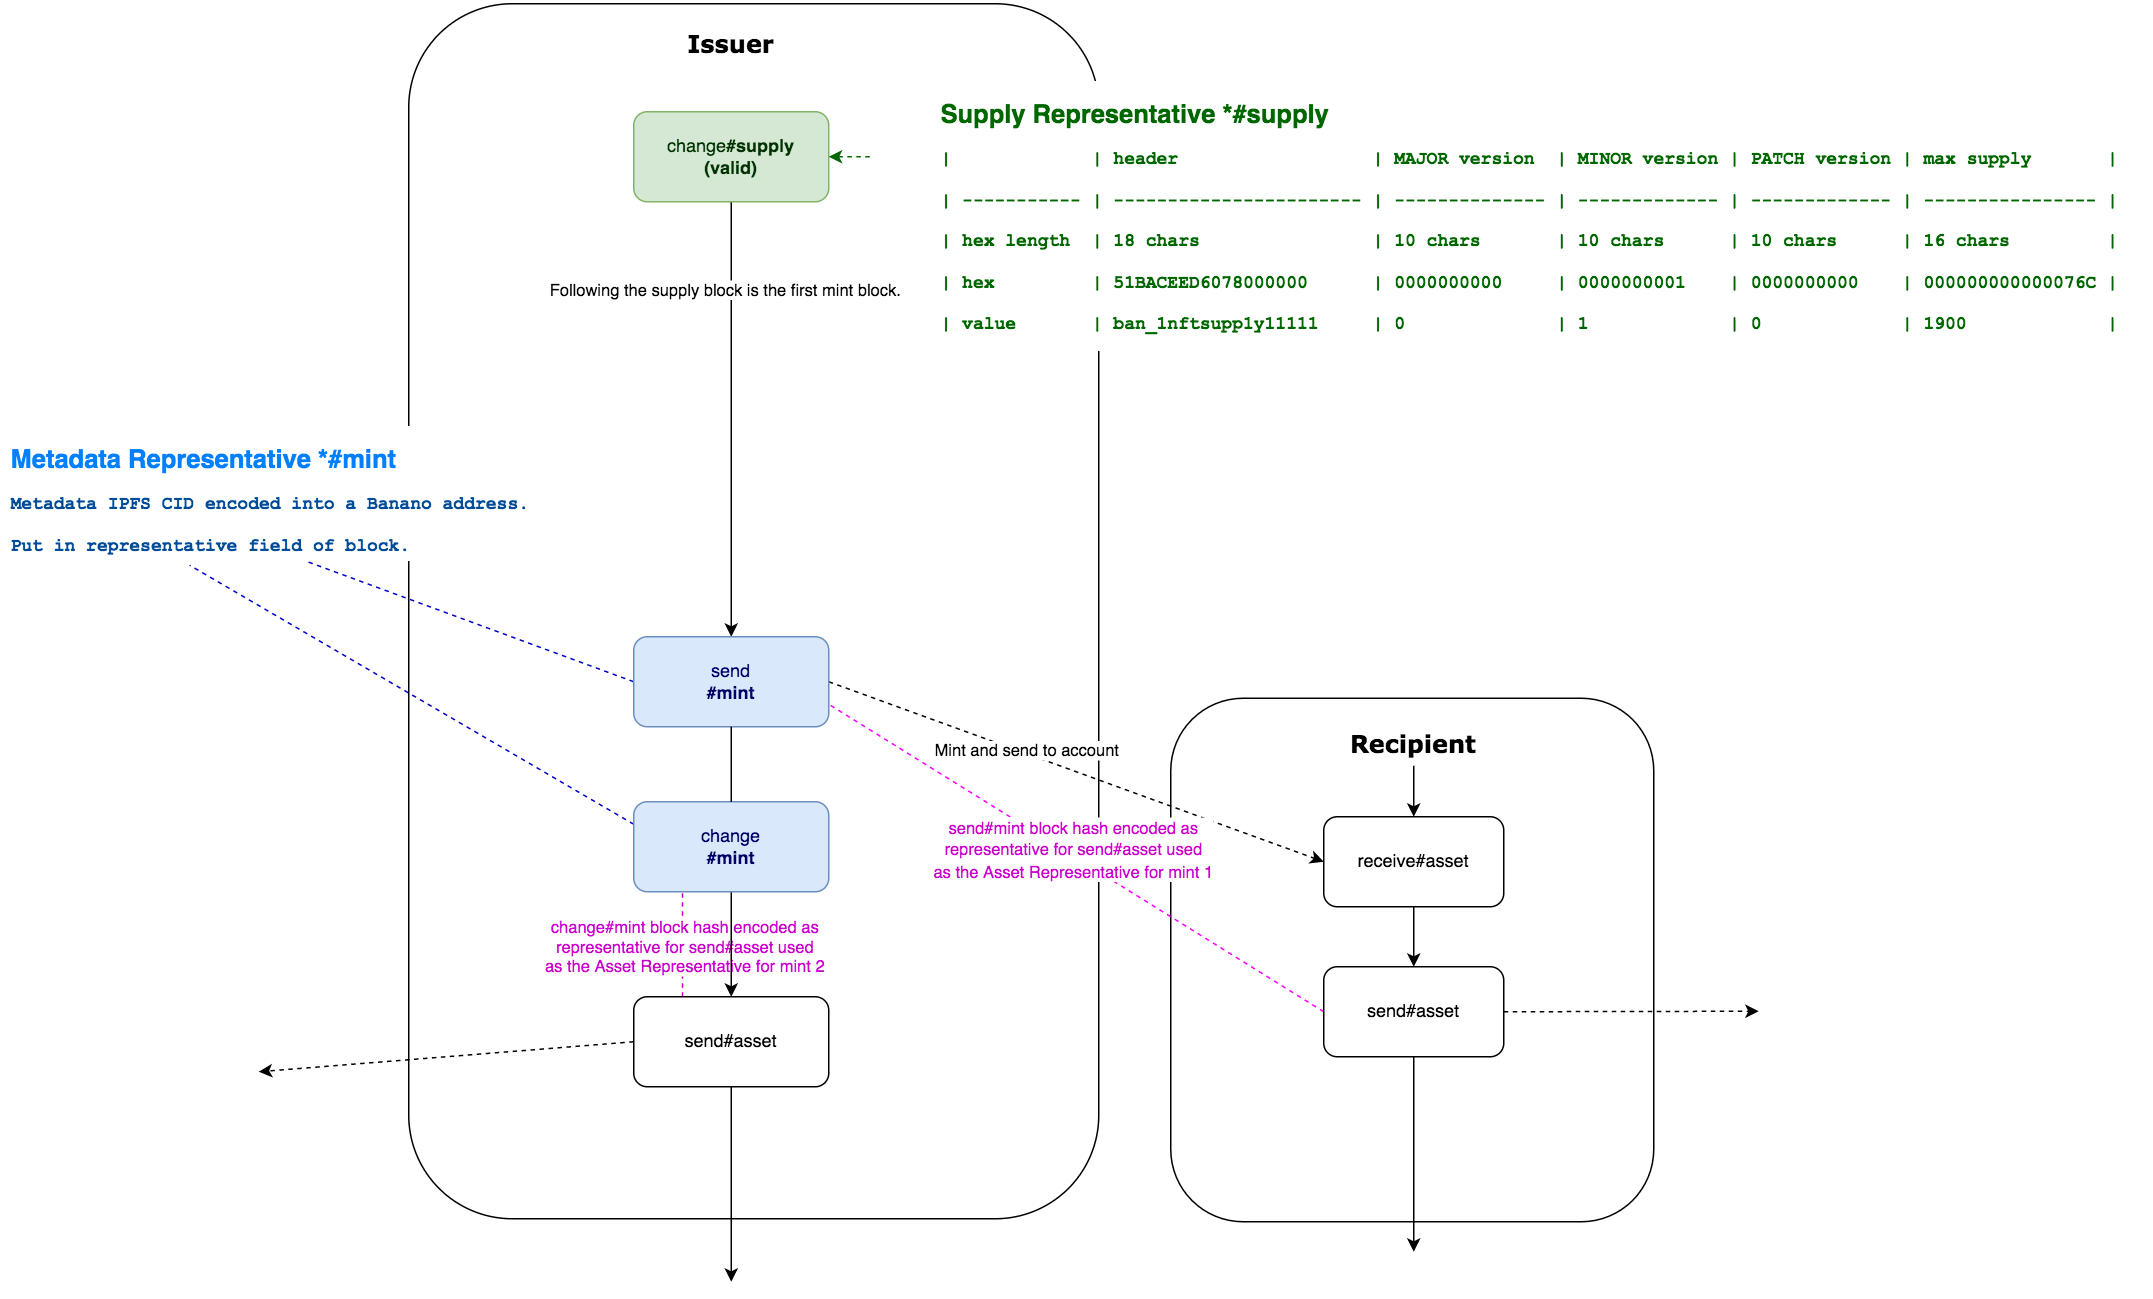 Issuer
change#supply
(valid)
Supply Representative *#supply
|             | header                  | MAJOR version  | MINOR version | PATCH version | max supply       |
| ----------- | ----------------------- | -------------- | ------------- | ------------- | ---------------- |
| hex length  | 18 chars                | 10 chars       | 10 chars      | 10 chars      | 16 chars         |
| hex         | 51BACEED6078000000      | 0000000000     | 0000000001    | 0000000000    | 000000000000076C |
| value       | ban_1nftsupp1y11111     | 0              | 1             | 0             | 1900             |
Following the supply block is the first mint block.
Metadata Representative *#mint
Metadata IPFS CID encoded into a Banano address.
Put in representative field of block.
send
#mint
Mint and send to account
change
#mint
send#mint block hash encoded as
representative for send#asset used
as the Asset Representative for mint 1
change#mint block hash encoded as
representative for send#asset used
as the Asset Representative for mint 2
send#asset
Recipient
receive#asset
send#asset